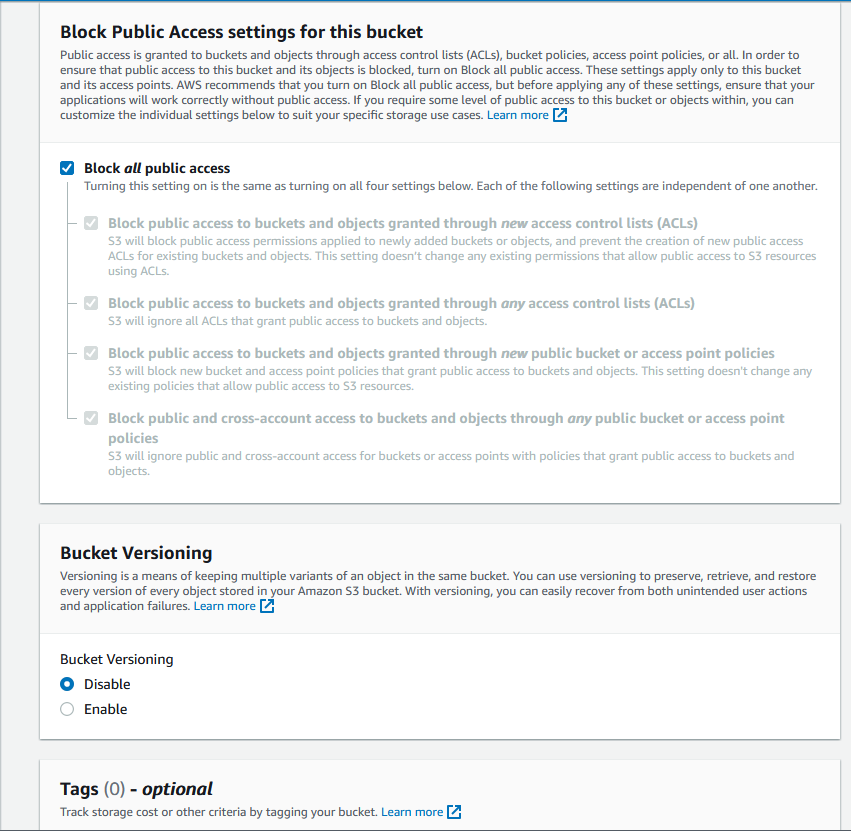 Block Public Access settings for this bucket
Public access is granted to buckets and objects through access control lists (ACLs), bucket policies, access point policies, or all. In order to
ensure that public access to this bucket and its objects is blocked, turn on Block all public access. These settings apply only to this bucket
and its access points. AWS recommends that you turn on Block all public access, but before applying any of these settings, ensure that your
applications will work correctly without public access. If you require some level of public access to this bucket or objects within, you can
customize the individual settings below to suit your specific storage use cases. Learn more
Block all public access
Turning this setting on is the same as turning on all four settings below. Each of the following settings are independent of one another.
Block public access to buckets and objects granted through new access control lists (ACLs)
S3 will block public access permissions applied to newly added buckets or objects, and prevent the creation of new public access
ACLs for existing buckets and objects. This setting doesn't change any existing permissions that allow public access to S3 resources
using ACLs.
Block public access to buckets and objects granted through any access control lists (ACLs)
S3 will ignore all ACLs that grant public access to buckets and objects.
Block public access to buckets and objects granted through new public bucket or access point policies
S3 will block new bucket and access point policies that grant public access to buckets and objects. This setting doesn't change any
existing policies that allow public access to S3 resources.
Block public and cross-account access to buckets and objects through any public bucket or access point
policies
S3 will ignore public and cross-account access for buckets or access points with policies that grant public access to buckets and
objects.
Bucket Versioning
Versioning is a means of keeping multiple variants of an object in the same bucket. You can use versioning to preserve, retrieve, and restore
every version of every object stored in your Amazon S3 bucket. With versioning, you can easily recover from both unintended user actions
and application failures. Learn more
Bucket Versioning
Disable
Enable
Tags (0) - optional
Track storage cost or other criteria by tagging your bucket. Learn more